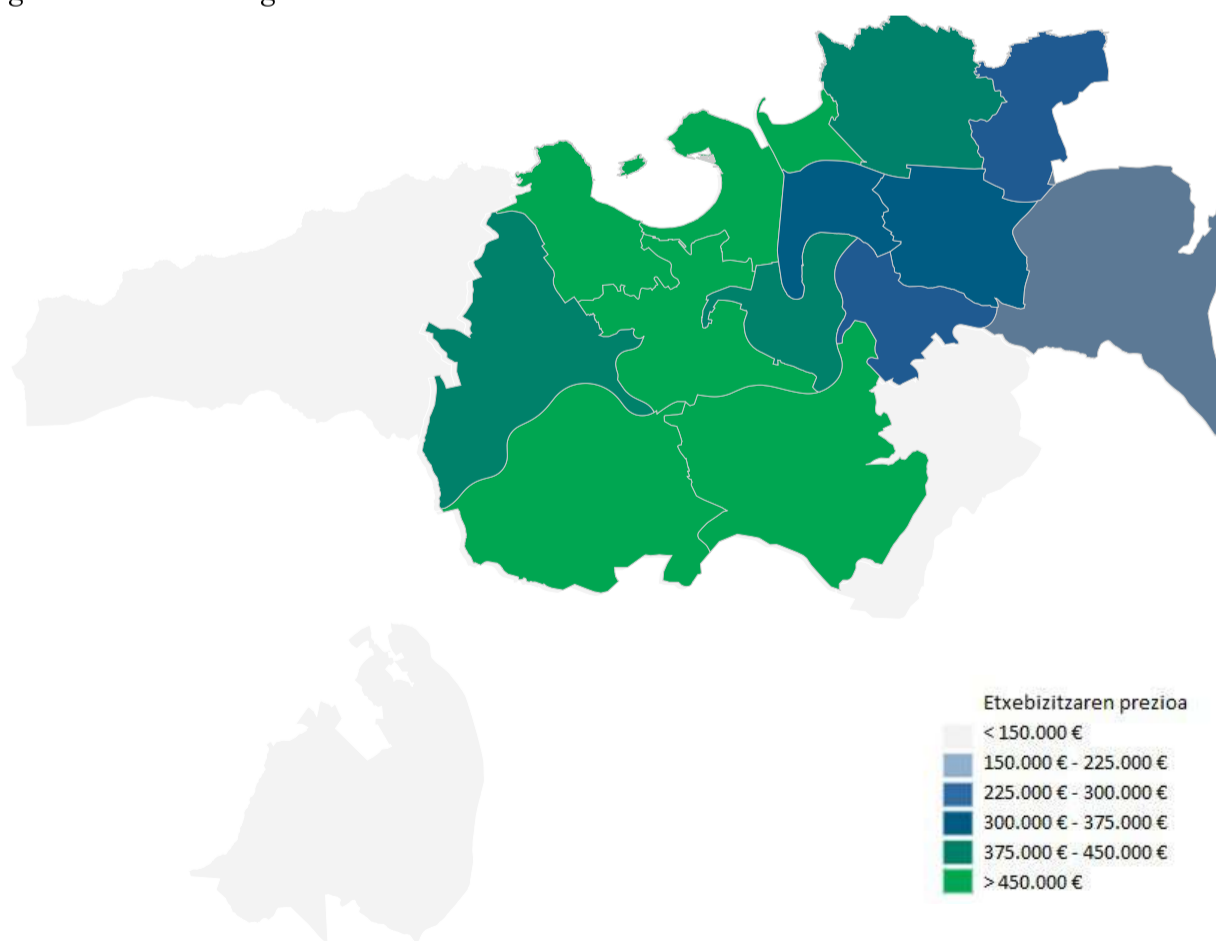 Etxebizitzaren prezioa
< 150.000 €
150.000 € - 225.000 €
225.000 € - 300.000 €
300.000 € - 375.000 €
375.000 € - 450.000 €
> 450.000 €